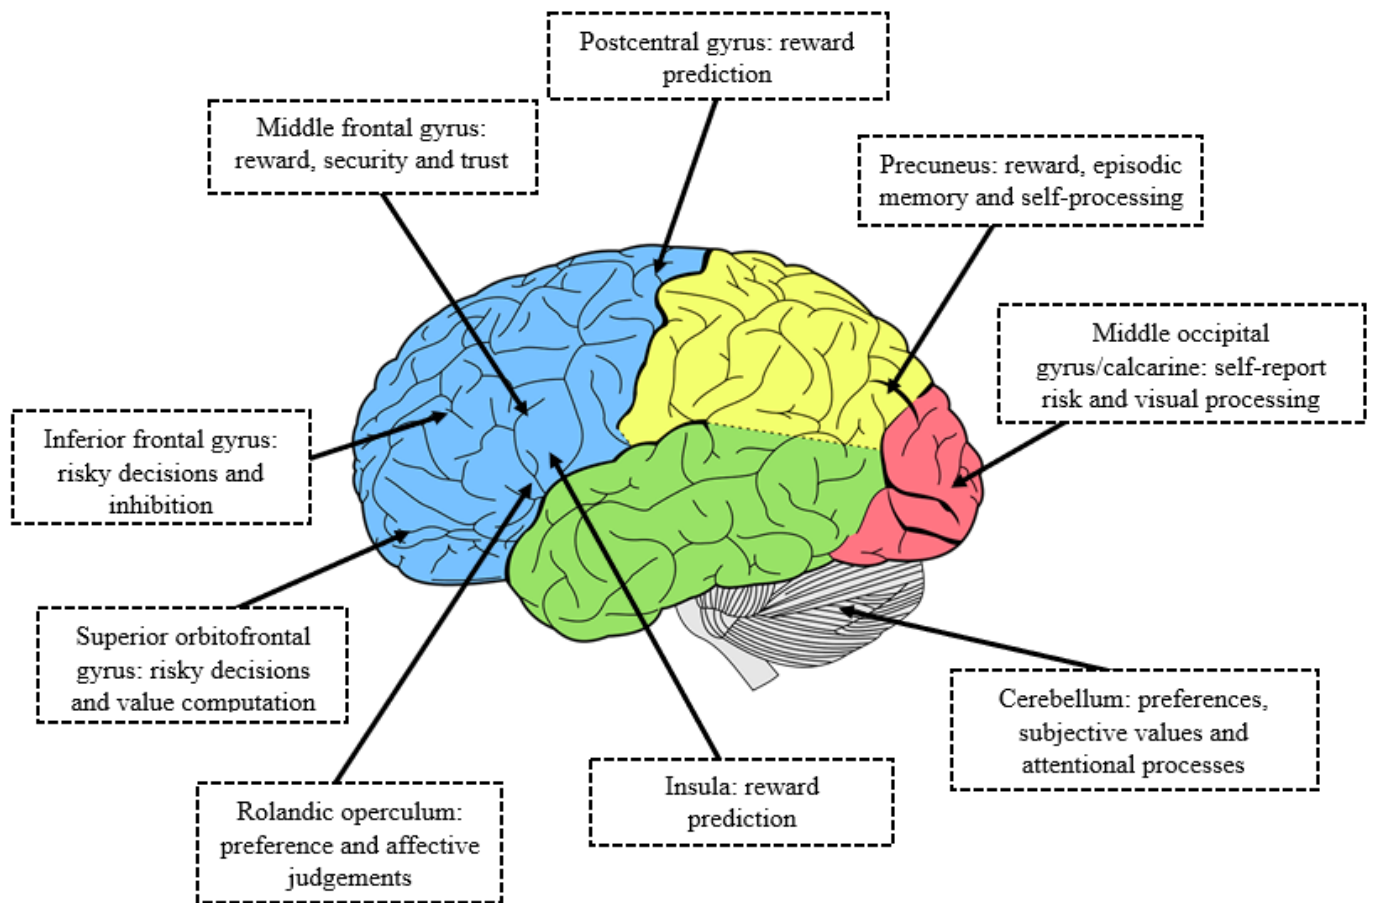 Postcentral gyrus: reward
prediction
Middle frontal gyrus:
reward, security and trust
Precuneus: reward, episodic
memory and self-processing
Middle occipital
gyrus/calcarine: self-report
risk and visual processing
Inferior frontal gyrus:
risky decisions and
inhibition
Superior orbitofrontal
gyrus: risky decisions
and value computation
Cerebellum: preferences,
subjective values and
attentional processes
Insula: reward
prediction
Rolandic operculum:
preference and affective
judgements